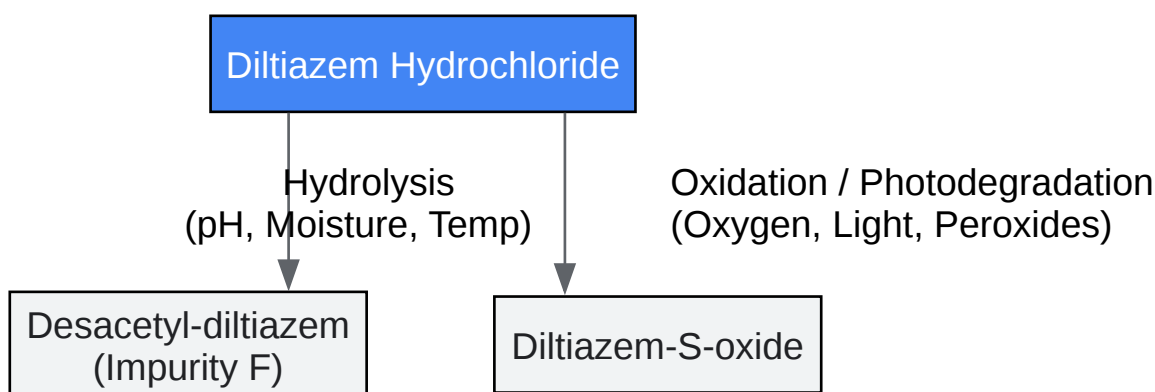 Diltiazem Hydrochloride
Hydrolysis
(pH, Moisture, Temp)
Oxidation / Photodegradation
(Oxygen, Light, Peroxides)
Desacetyl-diltiazem
(Impurity F)
Diltiazem-S-oxide